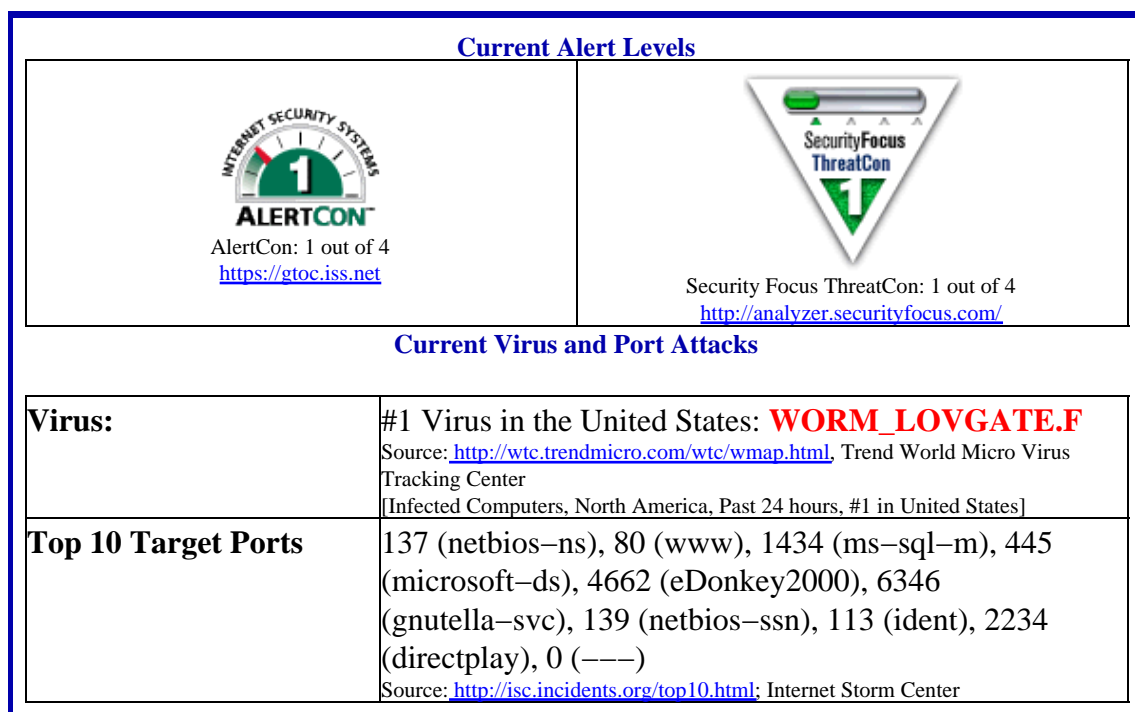 Current Alert Levels
INTERNET SECURITY SYSTEMS
1
ALERTCON™
AlertCon: 1 out of 4
https://gtoc.iss.net
SecurityFocus
ThreatCon
1
Security Focus ThreatCon: 1 out of 4
http://analyzer.securityfocus.com/
Current Virus and Port Attacks
Virus:
#1 Virus in the United States: WORM_LOVGATE.F
Source: http://wtc.trendmicro.com/wtc/wmap.html, Trend World Micro Virus
Tracking Center
[Infected Computers, North America, Past 24 hours, #1 in United States]
Top 10 Target Ports
137 (netbios−ns), 80 (www), 1434 (ms−sql−m), 445
(microsoft−ds), 4662 (eDonkey2000), 6346
(gnutella−svc), 139 (netbios−ssn), 113 (ident), 2234
(directplay), 0 (−−−)
Source: http://isc.incidents.org/top10.html; Internet Storm Center